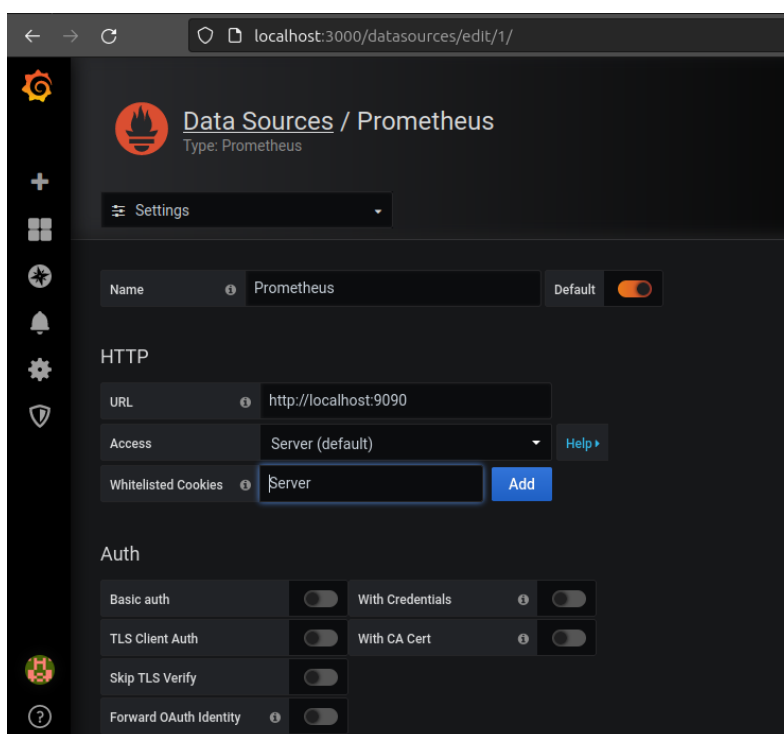 localhost:3000/datasources/edit/1/
Data Sources / Prometheus
Type: Prometheus
Settings
Name Prometheus Default
HTTP
URL http://localhost:9090
Access Server (default) Help
Whitelisted Cookies Server Add
Auth
Basic auth With Credentials
TLS Client Auth With CA Cert
Skip TLS Verify
Forward OAuth Identity